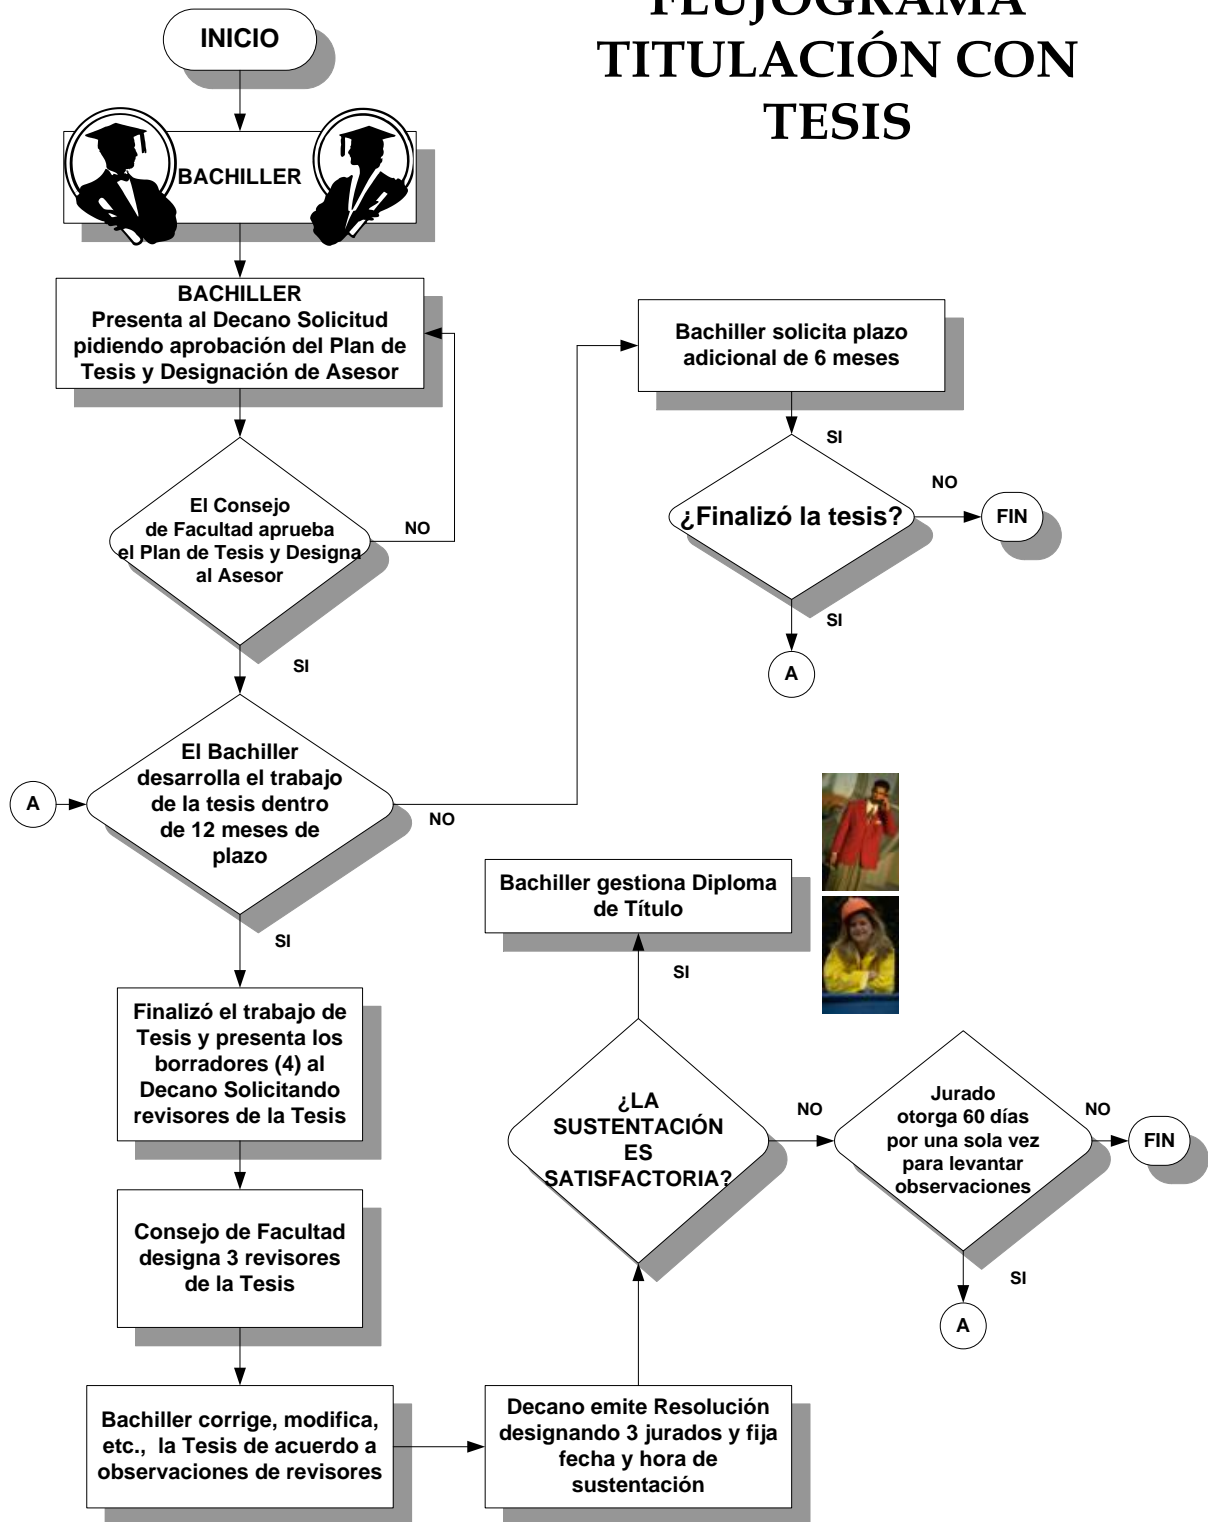 FLUJOGRAMA
TITULACIÓN CON
TESIS
INICIO
BACHILLER
BACHILLER
Presenta al Decano Solicitud
pidiendo aprobación del Plan de
Tesis y Designación de Asesor
El Consejo
de Facultad aprueba
el Plan de Tesis y Designa
al Asesor
NO
SI
Bachiller solicita plazo
adicional de 6 meses
SI
¿Finalizó la tesis?
NO
FIN
SI
A
A
El Bachiller
desarrolla el trabajo
de la tesis dentro
de 12 meses de
plazo
NO
SI
Finalizó el trabajo de
Tesis y presenta los
borradores (4) al
Decano Solicitando
revisores de la Tesis
Consejo de Facultad
designa 3 revisores
de la Tesis
Bachiller corrige, modifica,
etc.,  la Tesis de acuerdo a
observaciones de revisores
Decano emite Resolución
designando 3 jurados y fija
fecha y hora de
sustentación
¿LA
SUSTENTACIÓN
ES
SATISFACTORIA?
SI
Bachiller gestiona Diploma
de Título
NO
Jurado
otorga 60 días
por una sola vez
para levantar
observaciones
NO
FIN
SI
A